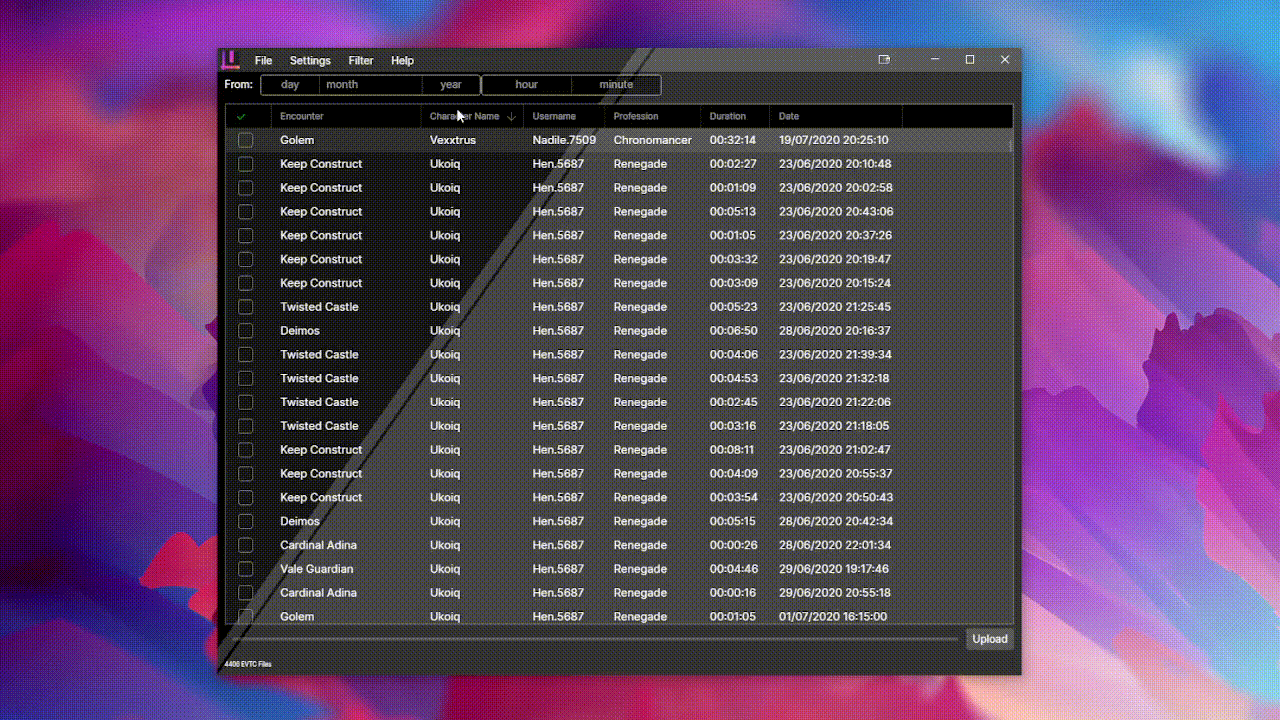 File Settings Filter Help
From: day month year hour minute
Encounter Character Name Username Profession Duration Date
Golem Vexxtrus Nadile.7509 Chronomancer 00:32:14 19/07/2020 20:25:10
Keep Construct Ukoiq Hen.5687 Renegade 00:02:27 23/06/2020 20:10:48
Keep Construct Ukoiq Hen.5687 Renegade 00:01:09 23/06/2020 20:02:58
Keep Construct Ukoiq Hen.5687 Renegade 00:05:13 23/06/2020 20:43:06
Keep Construct Ukoiq Hen.5687 Renegade 00:01:05 23/06/2020 20:37:26
Keep Construct Ukoiq Hen.5687 Renegade 00:03:32 23/06/2020 20:19:47
Keep Construct Ukoiq Hen.5687 Renegade 00:03:09 23/06/2020 20:15:24
Twisted Castle Ukoiq Hen.5687 Renegade 00:05:23 23/06/2020 21:25:45
Deimos Ukoiq Hen.5687 Renegade 00:06:50 28/06/2020 20:16:37
Twisted Castle Ukoiq Hen.5687 Renegade 00:04:06 23/06/2020 21:39:34
Twisted Castle Ukoiq Hen.5687 Renegade 00:04:53 23/06/2020 21:32:18
Twisted Castle Ukoiq Hen.5687 Renegade 00:02:45 23/06/2020 21:22:06
Twisted Castle Ukoiq Hen.5687 Renegade 00:03:16 23/06/2020 21:18:05
Keep Construct Ukoiq Hen.5687 Renegade 00:08:11 23/06/2020 21:02:47
Keep Construct Ukoiq Hen.5687 Renegade 00:04:09 23/06/2020 20:55:37
Keep Construct Ukoiq Hen.5687 Renegade 00:03:54 23/06/2020 20:50:43
Deimos Ukoiq Hen.5687 Renegade 00:05:15 28/06/2020 20:42:34
Cardinal Adina Ukoiq Hen.5687 Renegade 00:00:26 28/06/2020 22:01:34
Vale Guardian Ukoiq Hen.5687 Renegade 00:04:46 29/06/2020 19:17:46
Cardinal Adina Ukoiq Hen.5687 Renegade 00:00:16 29/06/2020 20:55:18
Golem Ukoiq Hen.5687 Renegade 00:01:05 01/07/2020 16:15:00
Upload
4406 EVTC Files